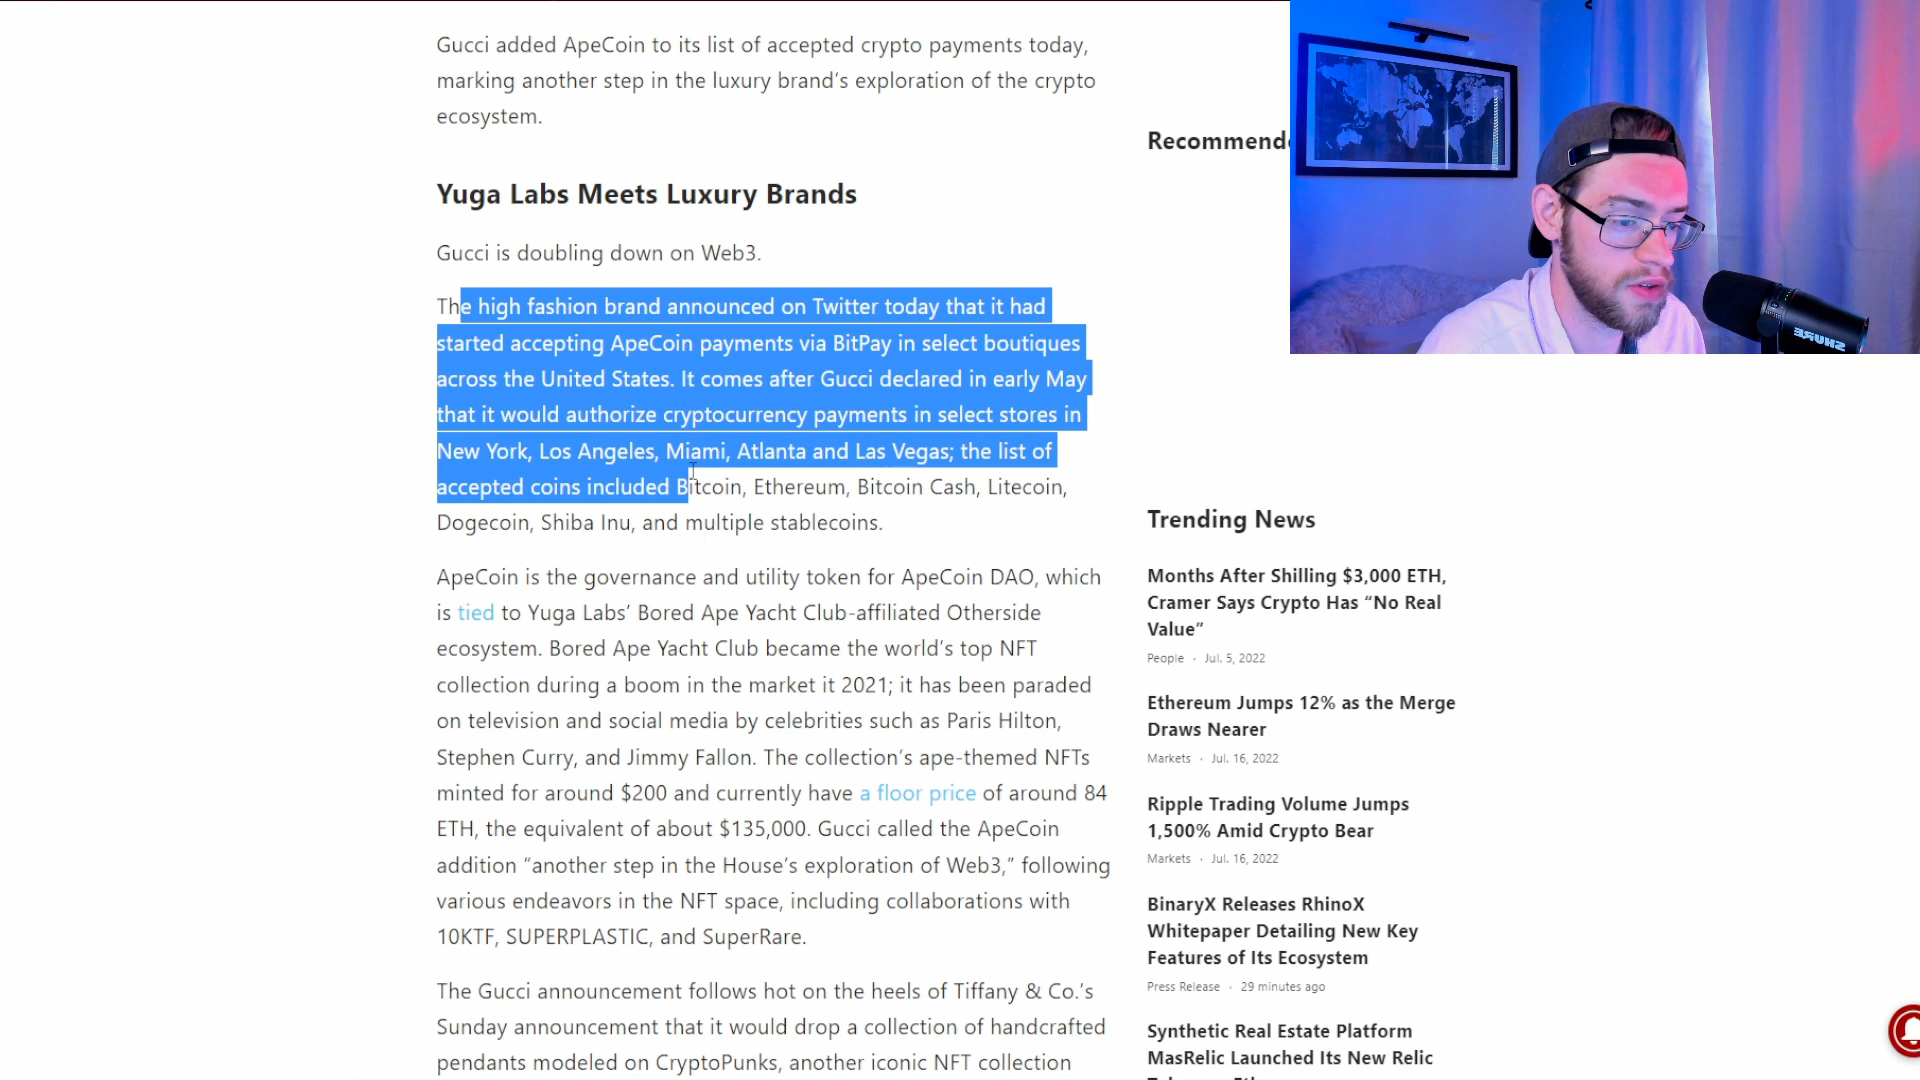 Gucci added ApeCoin to its list of accepted crypto payments today,
marking another step in the luxury brand’s exploration of the crypto
ecosystem.
Yuga Labs Meets Luxury Brands
Gucci is doubling down on Web3.
The high fashion brand announced on Twitter today that it had
started accepting ApeCoin payments via BitPay in select boutiques
across the United States. It comes after Gucci declared in early May
that it would authorize cryptocurrency payments in select stores in
New York, Los Angeles, Miami, Atlanta and Las Vegas; the list of
accepted coins included Bitcoin, Ethereum, Bitcoin Cash, Litecoin,
Dogecoin, Shiba Inu, and multiple stablecoins.
ApeCoin is the governance and utility token for ApeCoin DAO, which
is tied to Yuga Labs’ Bored Ape Yacht Club-affiliated Otherside
ecosystem. Bored Ape Yacht Club became the world’s top NFT
collection during a boom in the market it 2021; it has been paraded
on television and social media by celebrities such as Paris Hilton,
Stephen Curry, and Jimmy Fallon. The collection’s ape-themed NFTs
minted for around $200 and currently have a floor price of around 84
ETH, the equivalent of about $135,000. Gucci called the ApeCoin
addition “another step in the House’s exploration of Web3,” following
various endeavors in the NFT space, including collaborations with
10KTF, SUPERPLASTIC, and SuperRare.
The Gucci announcement follows hot on the heels of Tiffany & Co.’s
Sunday announcement that it would drop a collection of handcrafted
pendants modeled on CryptoPunks, another iconic NFT collection
Recommend
SHURE
Trending News
Months After Shilling $3,000 ETH,
Cramer Says Crypto Has “No Real
Value”
People · Jul. 5, 2022
Ethereum Jumps 12% as the Merge
Draws Nearer
Markets · Jul. 16, 2022
Ripple Trading Volume Jumps
1,500% Amid Crypto Bear
Markets · Jul. 16, 2022
BinaryX Releases RhinoX
Whitepaper Detailing New Key
Features of Its Ecosystem
Press Release · 29 minutes ago
Synthetic Real Estate Platform
MasRelic Launched Its New Relic